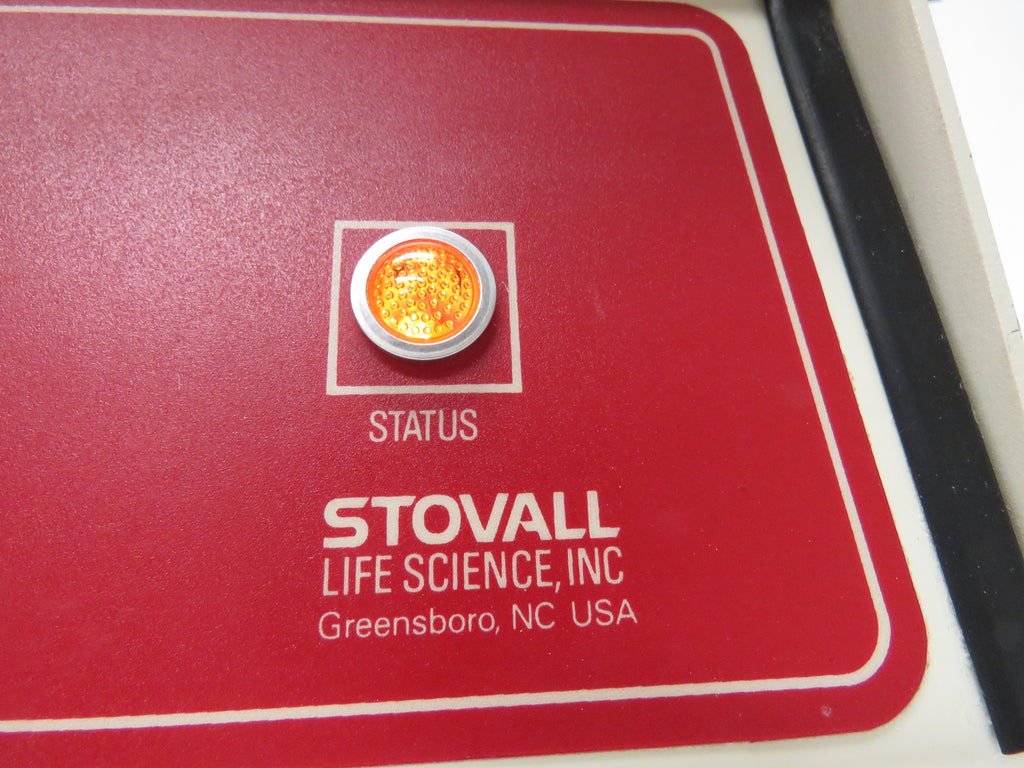 STATUS
STOVALL
LIFE SCIENCE, INC
Greensboro, NC USA